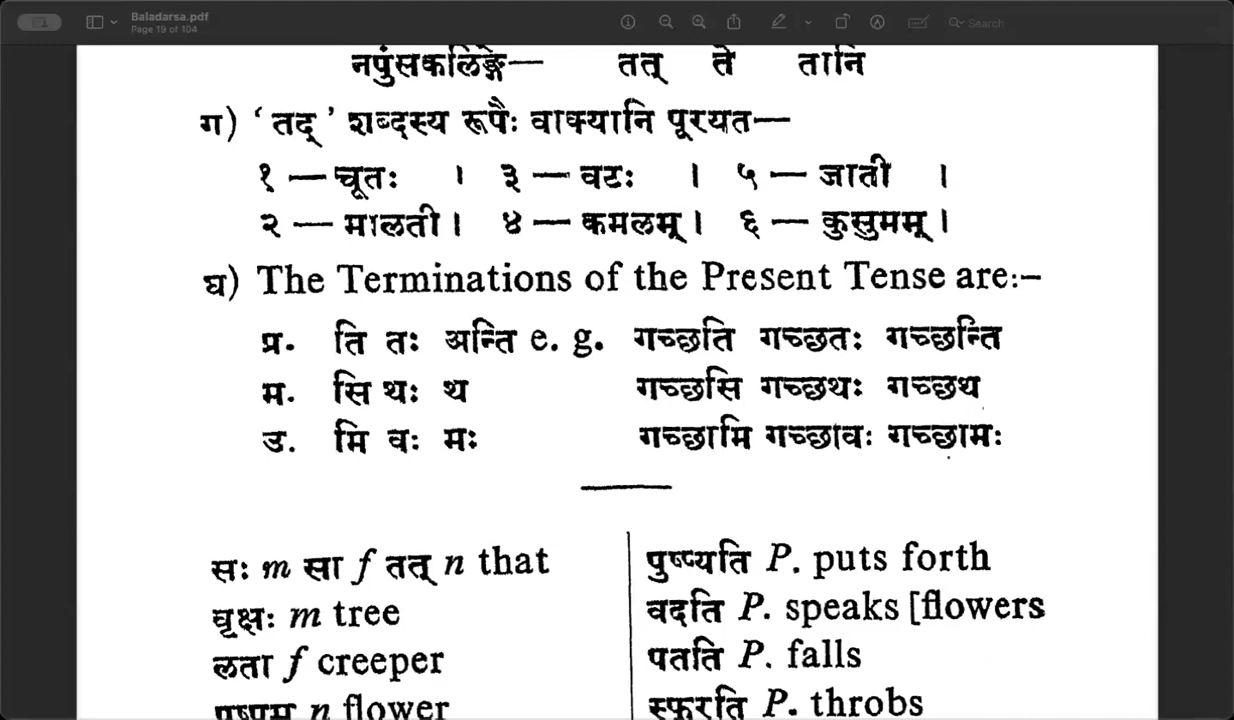 Baladarsa.pdf
Page 19 of 104
Search
नपुंसकलिङ्गे— तत् ते तानि
ग) ‘तद्’ शब्दस्य रूपैः वाक्यानि पूरयत—
१ — चूतः । ३ — वटः । ५ — जाती ।
२ — मालती । ४ — कमलम् । ६ — कुसुमम् ।
घ) The Terminations of the Present Tense are:-
प्र. ति तः अन्ति e. g. गच्छति गच्छतः गच्छन्ति
म. सि थः थ गच्छसि गच्छथः गच्छथ
उ. मि वः मः गच्छामि गच्छावः गच्छामः
सः m सा f तत् n that
वृक्षः m tree
लता f creeper
पुष्पम् n flower
पुष्प्यति P. puts forth
वदति P. speaks [flowers
पतति P. falls
स्फुरति P. throbs